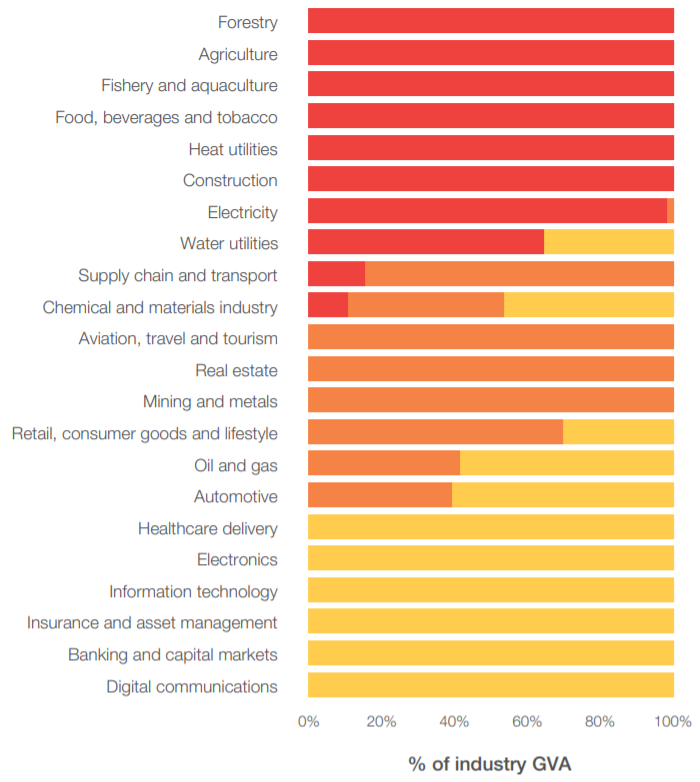 Forestry
Agriculture
Fishery and aquaculture
Food, beverages and tobacco
Heat utilities
Construction
Electricity
Water utilities
Supply chain and transport
Chemical and materials industry
Aviation, travel and tourism
Real estate
Mining and metals
Retail, consumer goods and lifestyle
Oil and gas
Automotive
Healthcare delivery
Electronics
Information technology
Insurance and asset management
Banking and capital markets
Digital communications
0% 20% 40% 60% 80% 100%
% of industry GVA